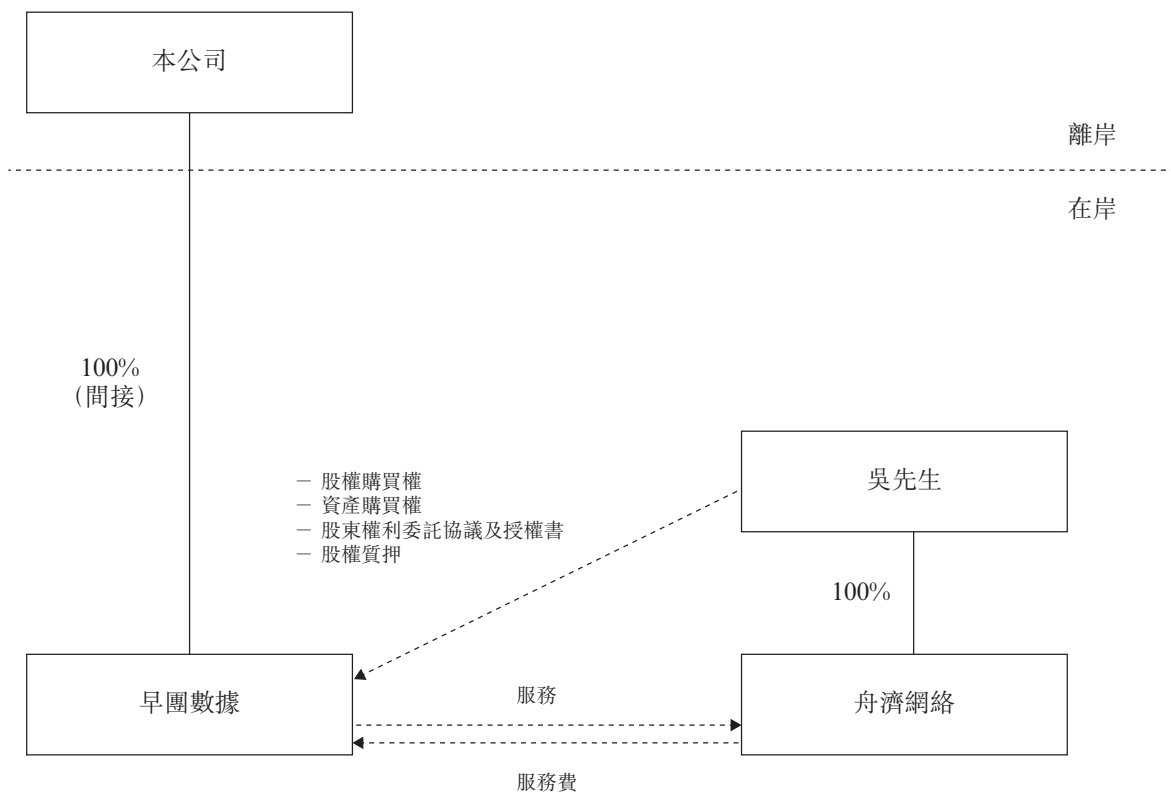 本公司
離岸
在岸
100%
（間接）
－ 股權購買權
－ 資產購買權
－ 股東權利委託協議及授權書
－ 股權質押
吳先生
100%
早團數據
服務
舟濟網絡
服務費